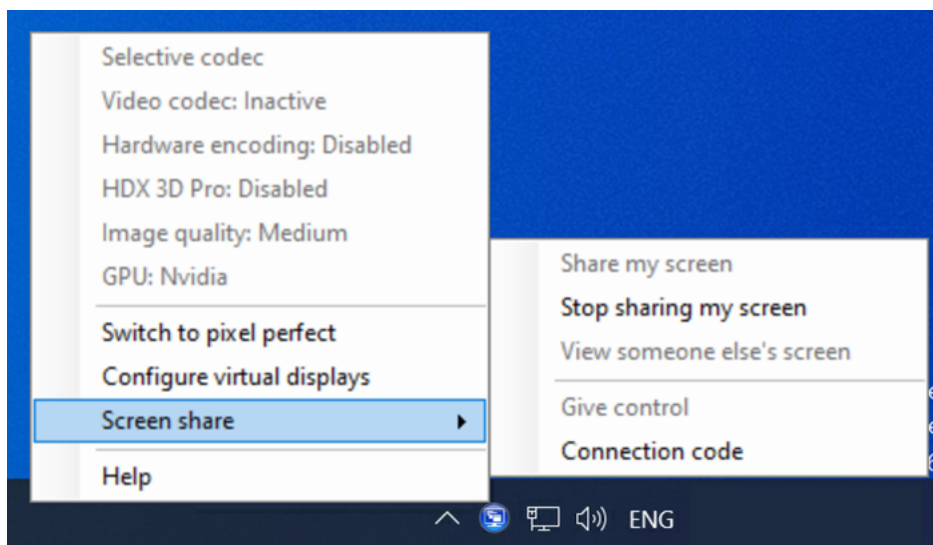 Selective codec
Video codec: Inactive
Hardware encoding: Disabled
HDX 3D Pro: Disabled
Image quality: Medium
GPU: Nvidia
Switch to pixel perfect
Configure virtual displays
Screen share
Help
Share my screen
Stop sharing my screen
View someone else's screen
Give control
Connection code
ENG